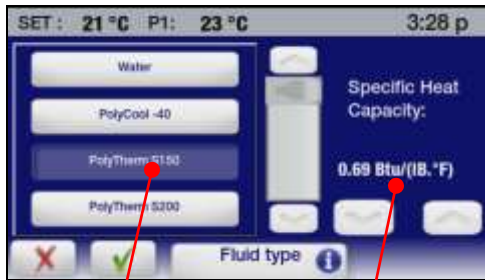 SET: 21 °C P1: 23 °C 3:28 p
Water
PolyCool -40
PolyTherm S150
PolyTherm S200
Specific Heat
Capacity:
0.69 Btu/(lB.°F)
Fluid type